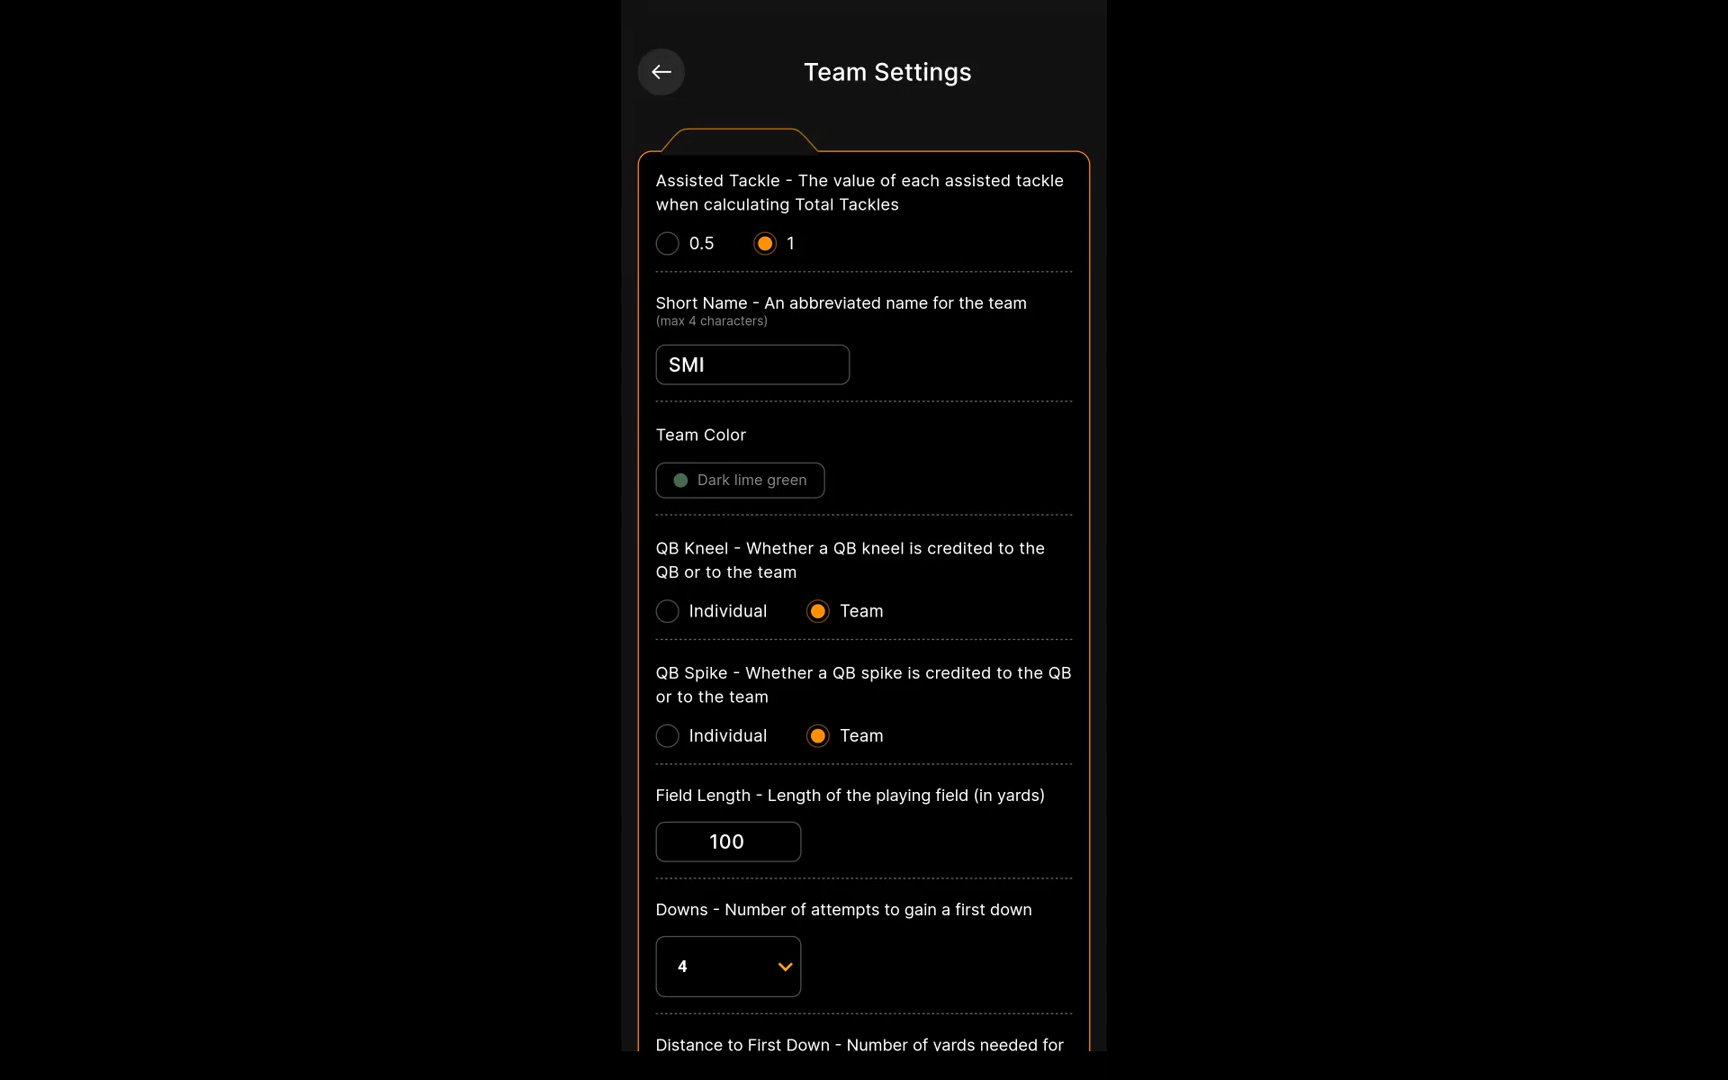 Team Settings
Assisted Tackle - The value of each assisted tackle
when calculating Total Tackles
0.5 1
Short Name - An abbreviated name for the team
(max 4 characters)
SMI
Team Color
Dark lime green
QB Kneel - Whether a QB kneel is credited to the
QB or to the team
Individual Team
QB Spike - Whether a QB spike is credited to the QB
or to the team
Individual Team
Field Length - Length of the playing field (in yards)
100
Downs - Number of attempts to gain a first down
4
Distance to First Down - Number of yards needed for